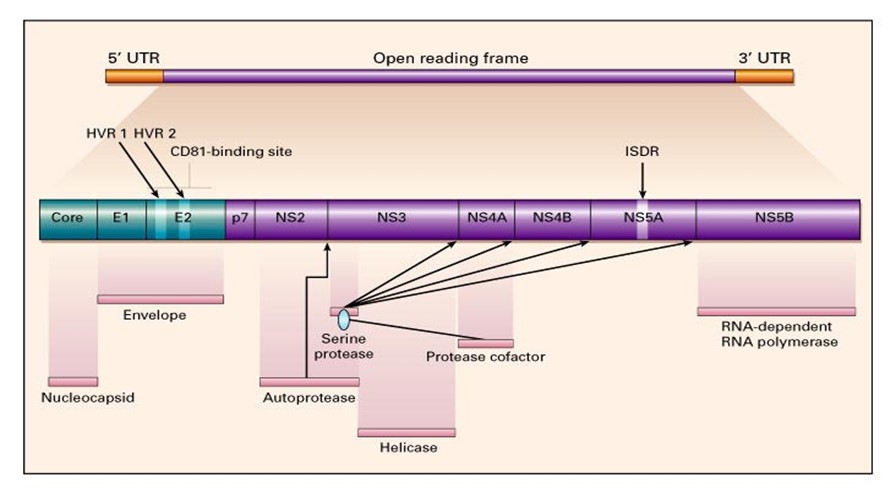 5′ UTR
Open reading frame
3′ UTR
HVR 1
HVR 2
CD81-binding site
ISDR
Core
E1
E2
p7
NS2
NS3
NS4A
NS4B
NS5A
NS5B
Envelope
Serine
protease
Protease cofactor
RNA-dependent
RNA polymerase
Nucleocapsid
Autoprotease
Helicase